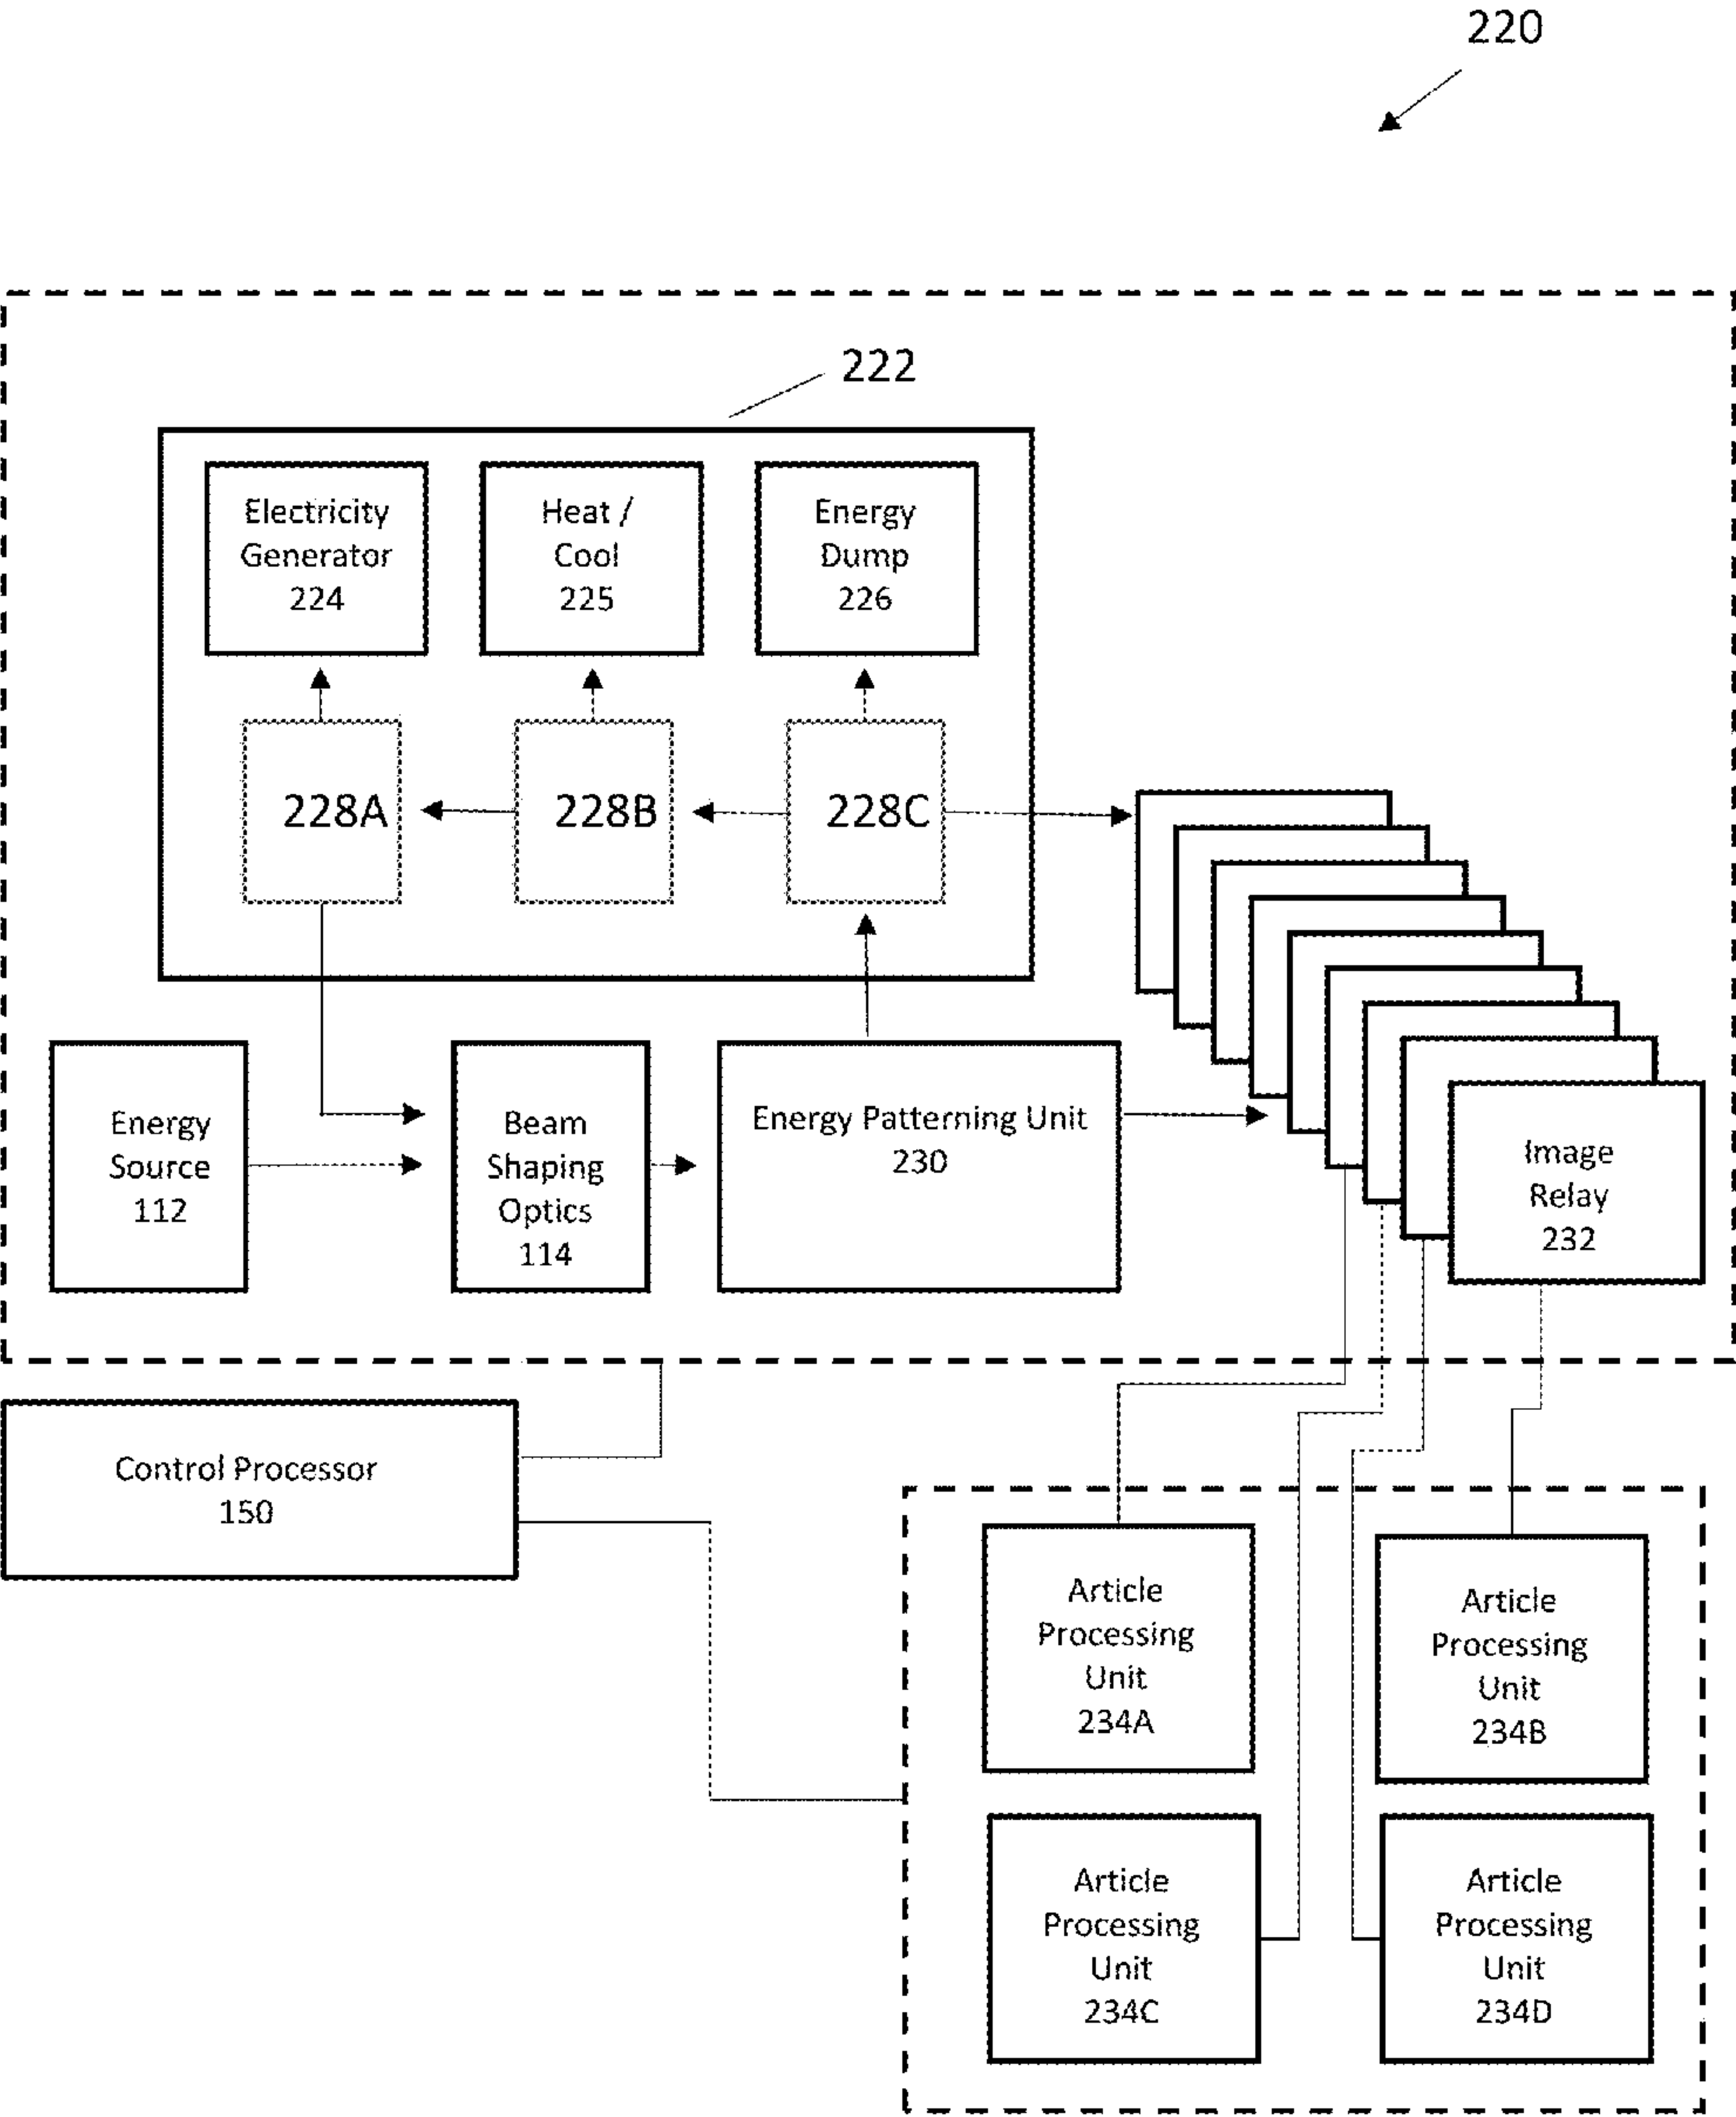 220
222
Electricity
Generator
224
Heat /
Cool
225
Energy
Dump
226
228A
228B
228C
Energy
Source
112
Beam
Shaping
Optics
114
Energy Patterning Unit
230
Image
Relay
232
Control Processor
150
Article
Processing
Unit
234A
Article
Processing
Unit
234B
Article
Processing
Unit
234C
Article
Processing
Unit
234D